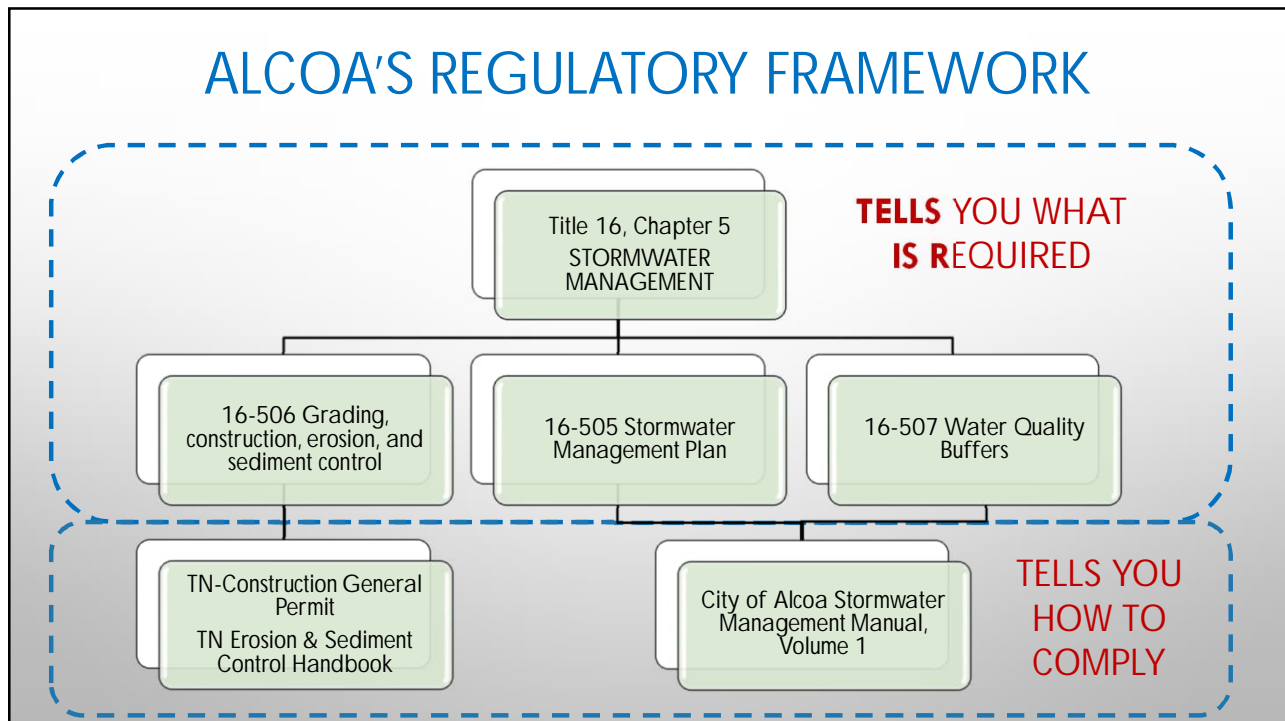 ALCOA'S REGULATORY FRAMEWORK
Title 16, Chapter 5
STORMWATER
MANAGEMENT
TELLS YOU WHAT
IS REQUIRED
16-506 Grading,
construction, erosion, and
sediment control
16-505 Stormwater
Management Plan
16-507 Water Quality
Buffers
TN-Construction General
Permit
TN Erosion & Sediment
Control Handbook
City of Alcoa Stormwater
Management Manual,
Volume 1
TELLS YOU
HOW TO
COMPLY